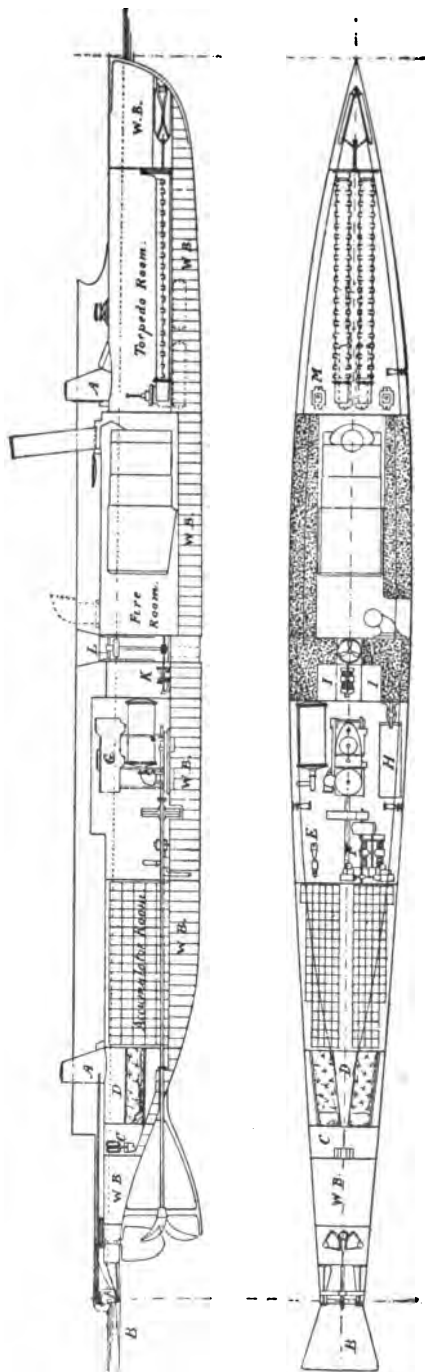 W.B.
Torpedo Room.
W.B.
A
W.B.
Fire
Room.
L
K
G
W.B.
Accumulator Room
W B.
A
D
C
W B
B
M
I
I
H
E
F
D
C
W B.
B